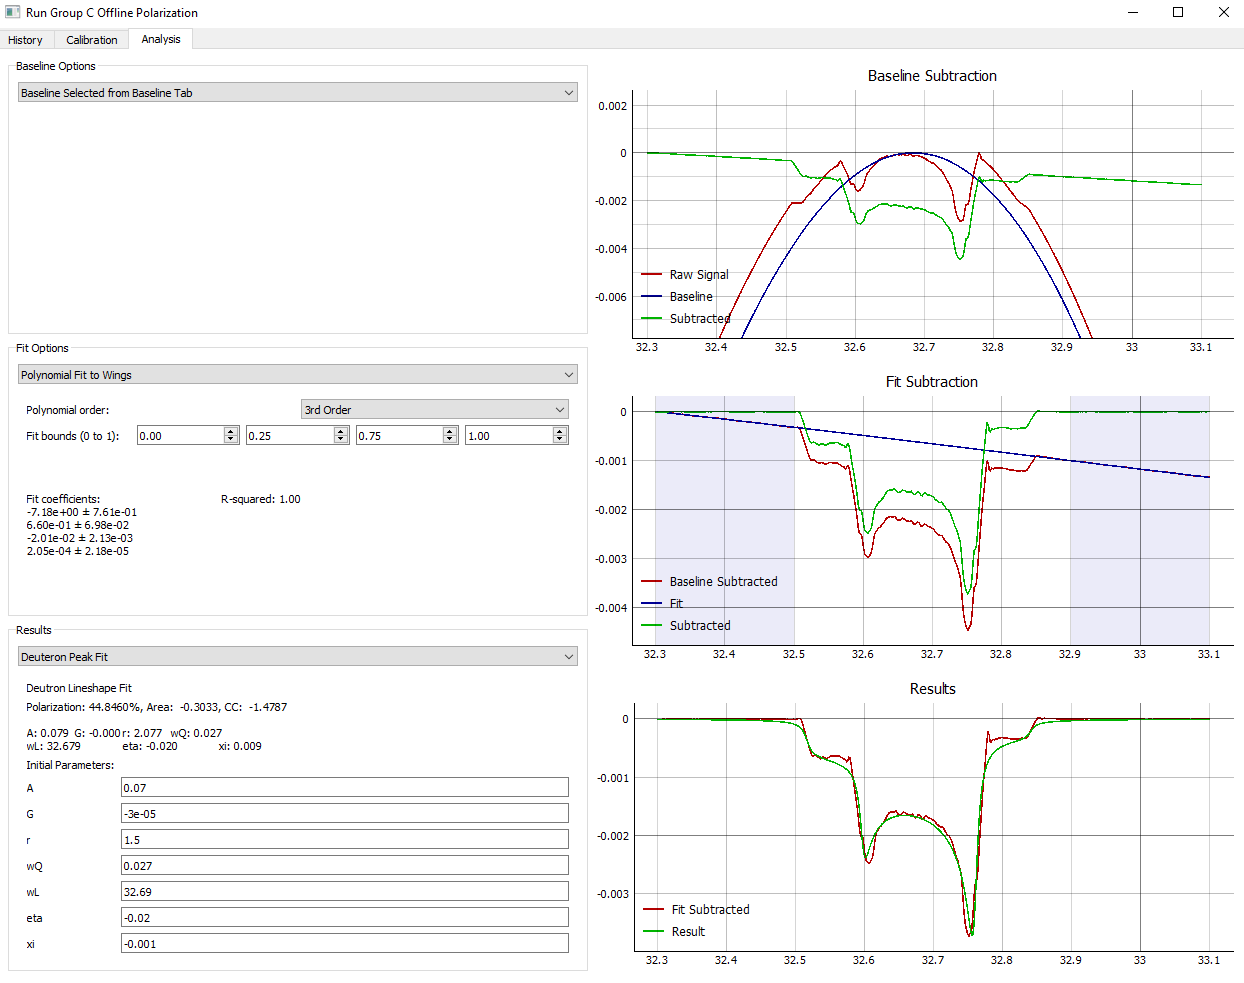 Run Group C Offline Polarization
History
Calibration
Analysis
Baseline Options
Baseline Selected from Baseline Tab
Fit Options
Polynomial Fit to Wings
Polynomial order:
3rd Order
Fit bounds (0 to 1):
0.00
0.25
0.75
1.00
Fit coefficients:
R-squared: 1.00
-7.18e+00 ± 7.61e-01
6.60e-01 ± 6.98e-02
-2.01e-02 ± 2.13e-03
2.05e-04 ± 2.18e-05
Results
Deuteron Peak Fit
Deutron Lineshape Fit
Polarization: 44.8460%, Area: -0.3033, CC: -1.4787
A: 0.079 G: -0.000 r: 2.077 wQ: 0.027
wL: 32.679 eta: -0.020 xi: 0.009
Initial Parameters:
A
0.07
G
-3e-05
r
1.5
wQ
0.027
wL
32.69
eta
-0.02
xi
-0.001
Baseline Subtraction
0.002
0
-0.002
-0.004
-0.006
Raw Signal
Baseline
Subtracted
32.3 32.4 32.5 32.6 32.7 32.8 32.9 33 33.1
Fit Subtraction
0
-0.001
-0.002
-0.003
-0.004
Baseline Subtracted
Fit
Subtracted
32.3 32.4 32.5 32.6 32.7 32.8 32.9 33 33.1
Results
0
-0.001
-0.002
-0.003
Fit Subtracted
Result
32.3 32.4 32.5 32.6 32.7 32.8 32.9 33 33.1